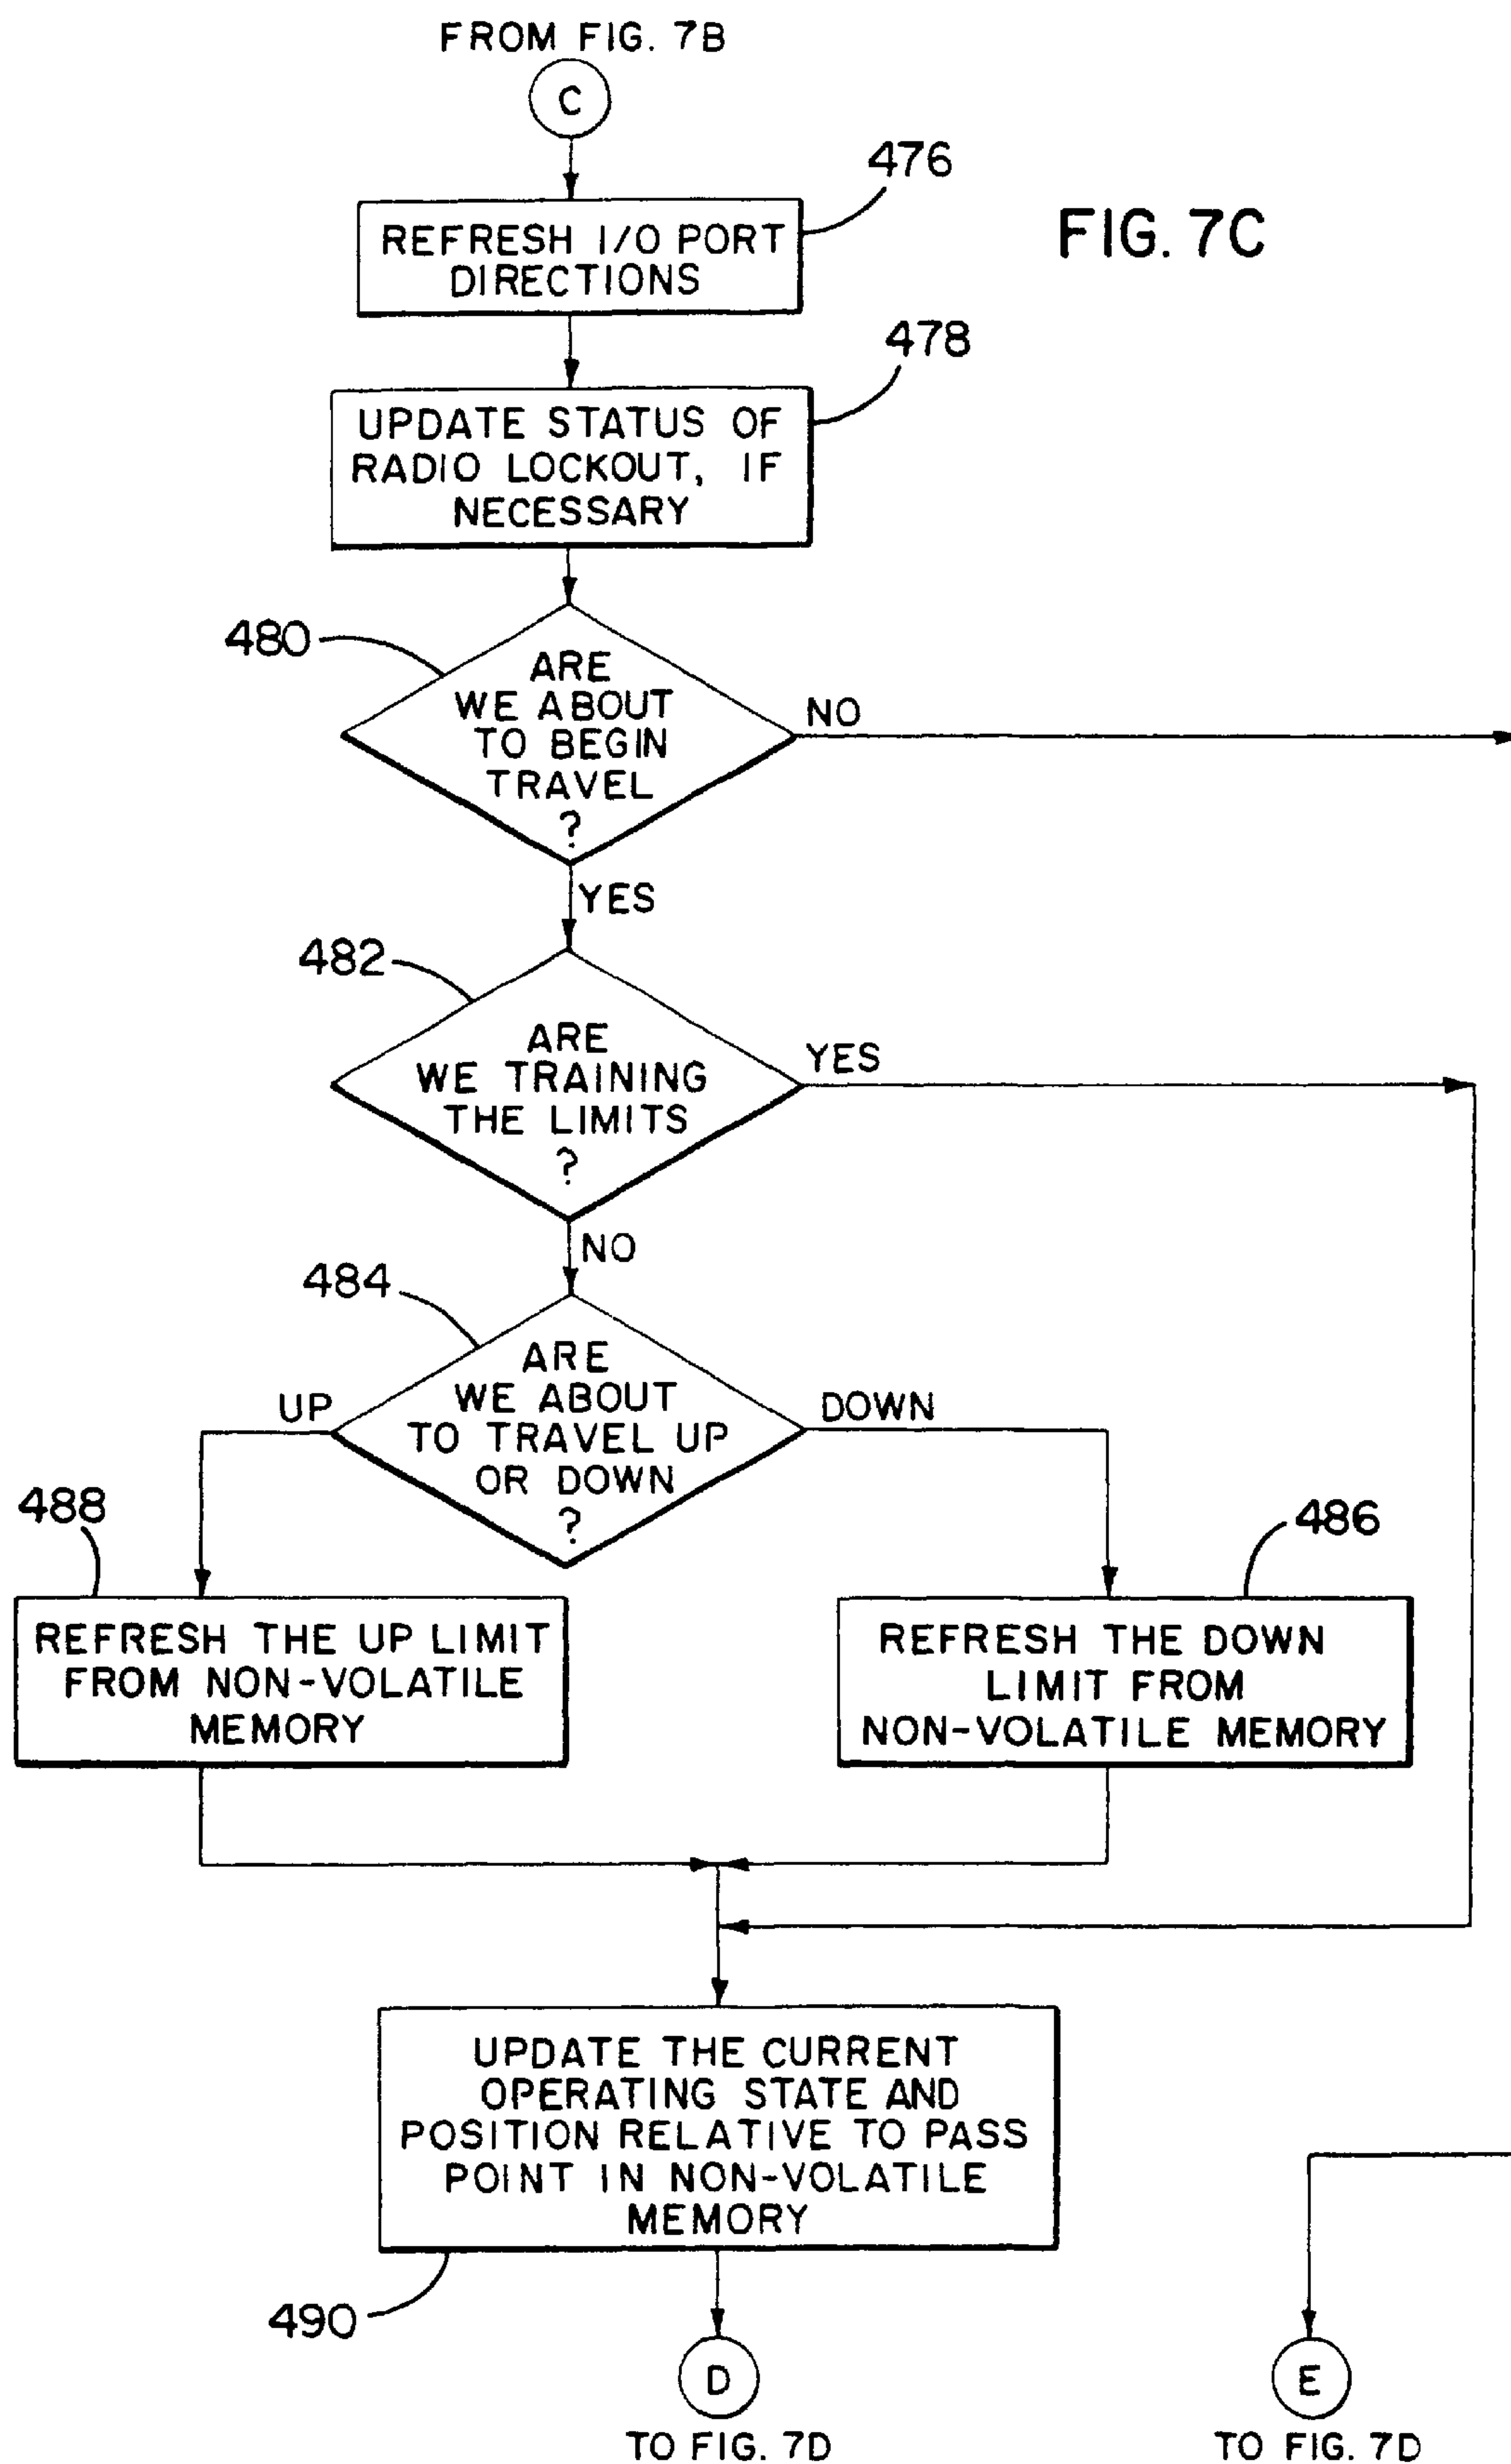 FROM FIG. 7B
C
476
REFRESH I/O PORT
DIRECTIONS
FIG. 7C
478
UPDATE STATUS OF
RADIO LOCKOUT, IF
NECESSARY
480
ARE
WE ABOUT
TO BEGIN
TRAVEL
?
NO
YES
482
ARE
WE TRAINING
THE LIMITS
?
YES
NO
484
ARE
WE ABOUT
TO TRAVEL UP
OR DOWN
?
UP
DOWN
488
REFRESH THE UP LIMIT
FROM NON-VOLATILE
MEMORY
486
REFRESH THE DOWN
LIMIT FROM
NON-VOLATILE MEMORY
UPDATE THE CURRENT
OPERATING STATE AND
POSITION RELATIVE TO PASS
POINT IN NON-VOLATILE
MEMORY
490
D
TO FIG. 7D
E
TO FIG. 7D